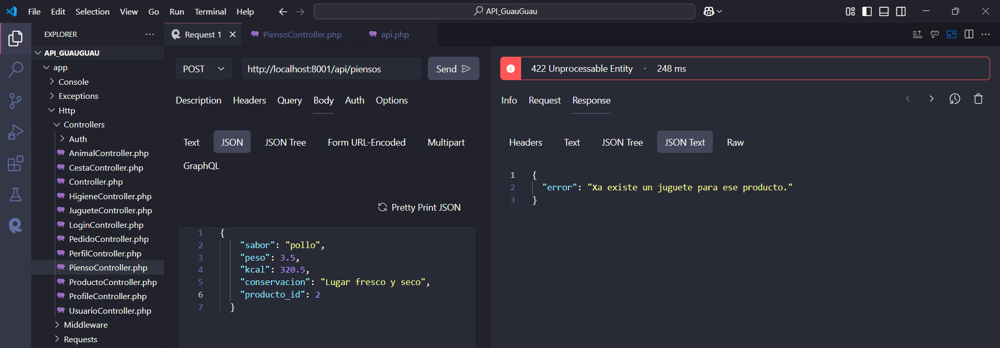 File Edit Selection View Go Run Terminal Help
API_GuauGuau
EXPLORER
API_GUAUGUAU
app
Console
Exceptions
Http
Controllers
Auth
AnimalController.php
CestaController.php
Controller.php
HigieneController.php
JugueteController.php
LoginController.php
PedidoController.php
PerfilController.php
PiensoController.php
ProductoController.php
ProfileController.php
UsuarioController.php
Middleware
Requests
Request 1 PiensoController.php api.php
POST http://localhost:8001/api/piensos Send
Description Headers Query Body Auth Options
Text JSON JSON Tree Form URL-Encoded Multipart
GraphQL
Pretty Print JSON
1 {
2 "sabor": "pollo",
3 "peso": 3.5,
4 "kcal": 320.5,
5 "conservacion": "Lugar fresco y seco",
6 "producto_id": 2
7 }
422 Unprocessable Entity · 248 ms
Info Request Response
Headers Text JSON Tree JSON Text Raw
1 {
2 "error": "Xa existe un juguete para ese producto."
3 }